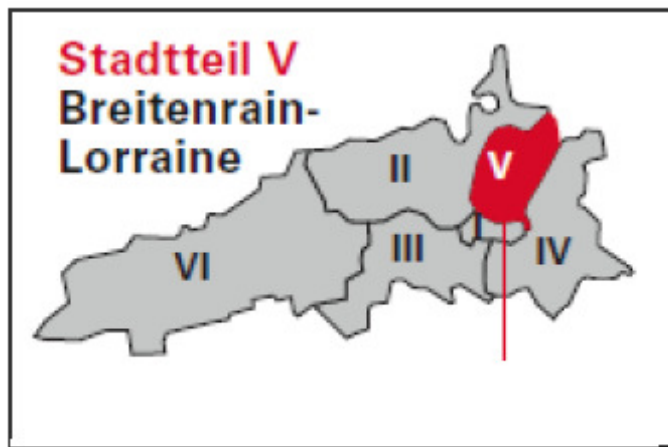 Stadtteil V
Breitenrain-
Lorraine
II
V
I
III
IV
VI